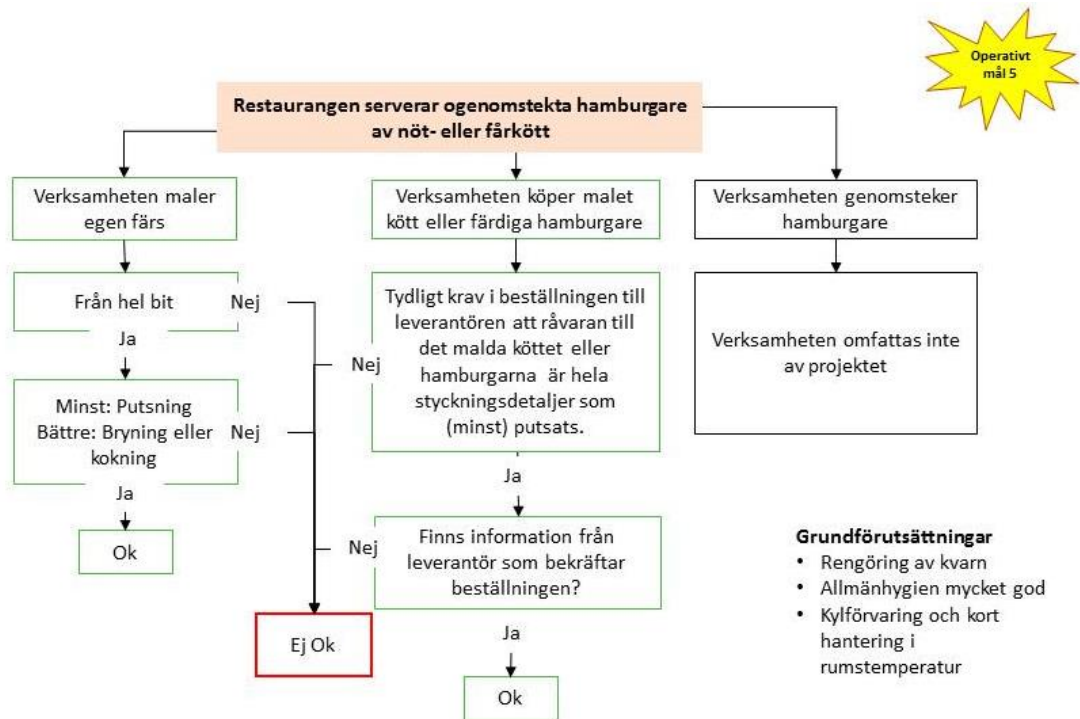 Operativt
mål 5
Restaurangen serverar ogenomstekta hamburgare
av nöt- eller fårkött
Verksamheten maler
egen färs
Från hel bit
Nej
Ja
Minst: Putsning
Bättre: Bryning eller
kokning
Nej
Ja
Ok
Verksamheten köper malet
kött eller färdiga hamburgare
Tydligt krav i beställningen till
leverantören att råvaran till
det malda köttet eller
hamburgarna är hela
styckningsdetaljer som
(minst) putsats.
Nej
Ja
Finns information från
leverantör som bekräftar
beställningen?
Nej
Ja
Ok
Ej Ok
Verksamheten genomsteker
hamburgare
Verksamheten omfattas inte
av projektet
Grundförutsättningar
• Rengöring av kvarn
• Allmänhygien mycket god
• Kylförvaring och kort
hantering i
rumstemperatur